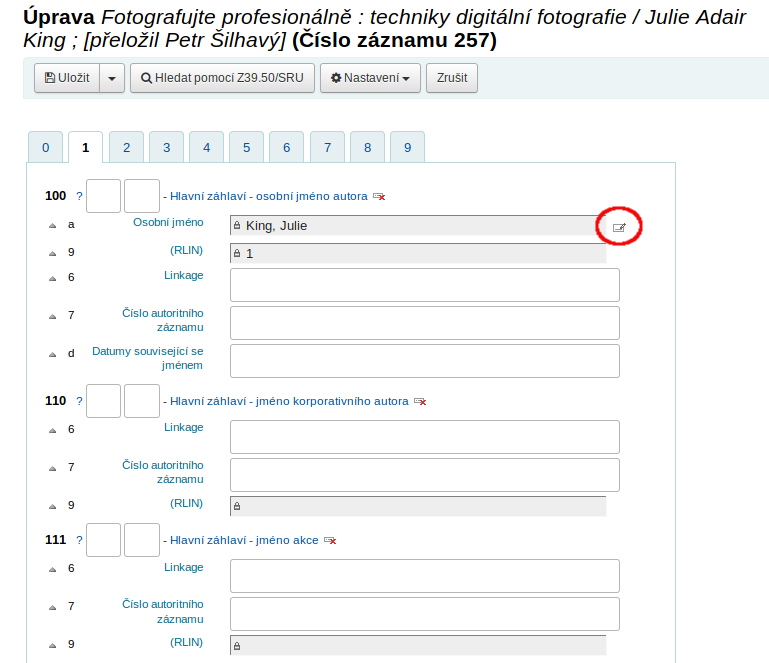 Úprava Fotografujte profesionálně : techniky digitální fotografie / Julie Adair
King ; [přeložil Petr Šilhavý] (Číslo záznamu 257)
Uložit Hledat pomocí Z39.50/SRU Nastavení Zrušit
0 1 2 3 4 5 6 7 8 9
100 ? - Hlavní záhlaví - osobní jméno autora
a Osobní jméno King, Julie
9 (RLIN) 1
6 Linkage
7 Číslo autoritního
záznamu
d Datumy související se
jménem
110 ? - Hlavní záhlaví - jméno korporativního autora
6 Linkage
7 Číslo autoritního
záznamu
9 (RLIN)
111 ? - Hlavní záhlaví - jméno akce
6 Linkage
7 Číslo autoritního
záznamu
9 (RLIN)